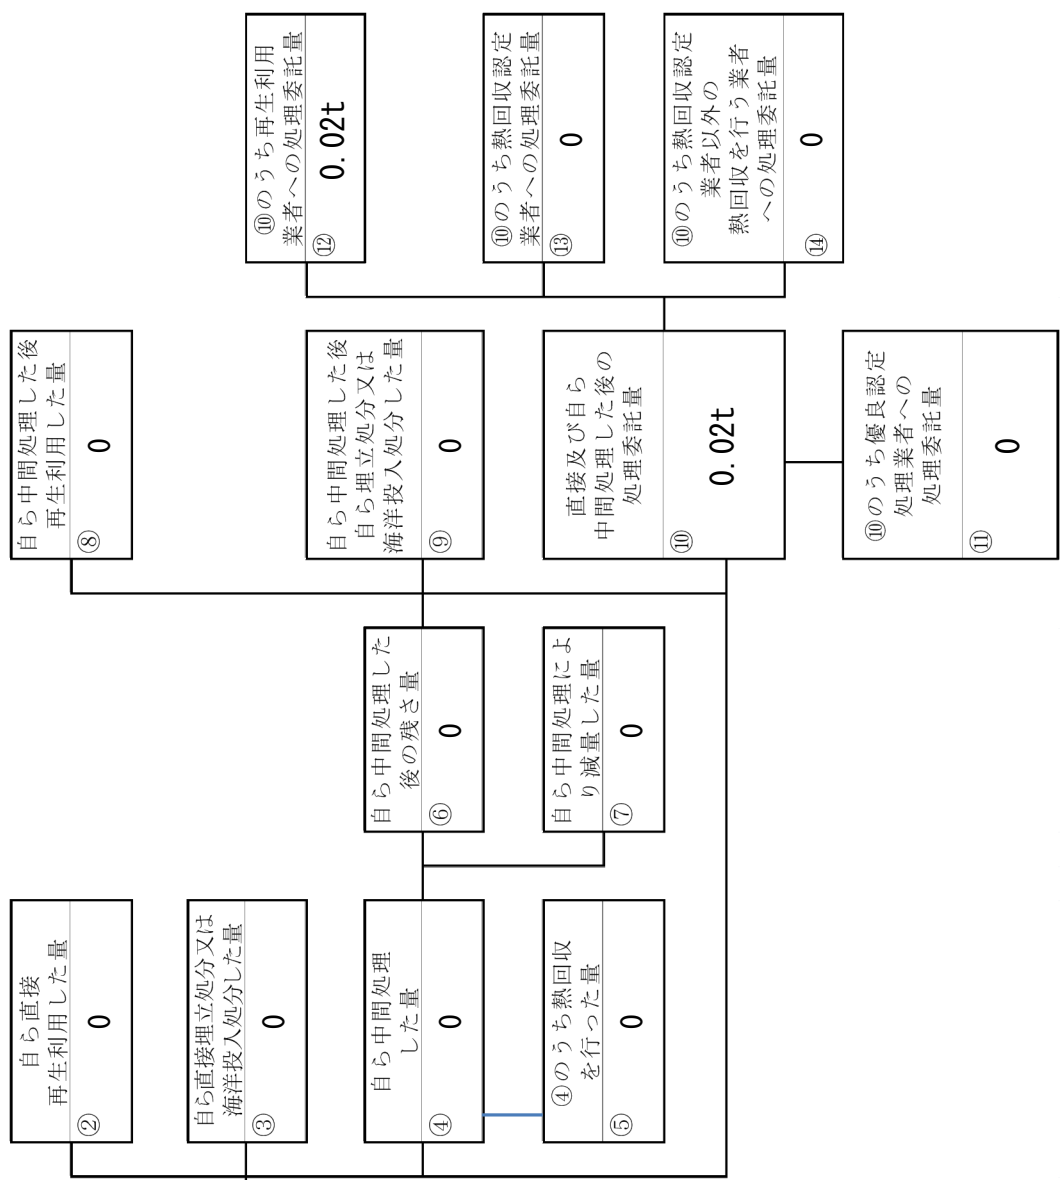 自ら直接
再生利用した量
②
0
自ら直接埋立処分又は
海洋投入処分した量
③
0
自ら中間処理
した量
④
0
④のうち熱回収
を行った量
⑤
0
自ら中間処理した
後の残さ量
⑥
0
自ら中間処理によ
り減量した量
⑦
0
自ら中間処理した後
再生利用した量
⑧
0
自ら中間処理した後
自ら埋立処分又は
海洋投入処分した量
⑨
0
直接及び自ら
中間処理した後の
処理委託量
⑩
0.02t
⑩のうち優良認定
処理業者への
処理委託量
⑪
0
⑩のうち再生利用
業者への処理委託量
⑫
0.02t
⑩のうち熱回収認定
業者への処理委託量
⑬
0
⑩のうち熱回収認定
業者以外の
熱回収を行う業者
への処理委託量
⑭
0